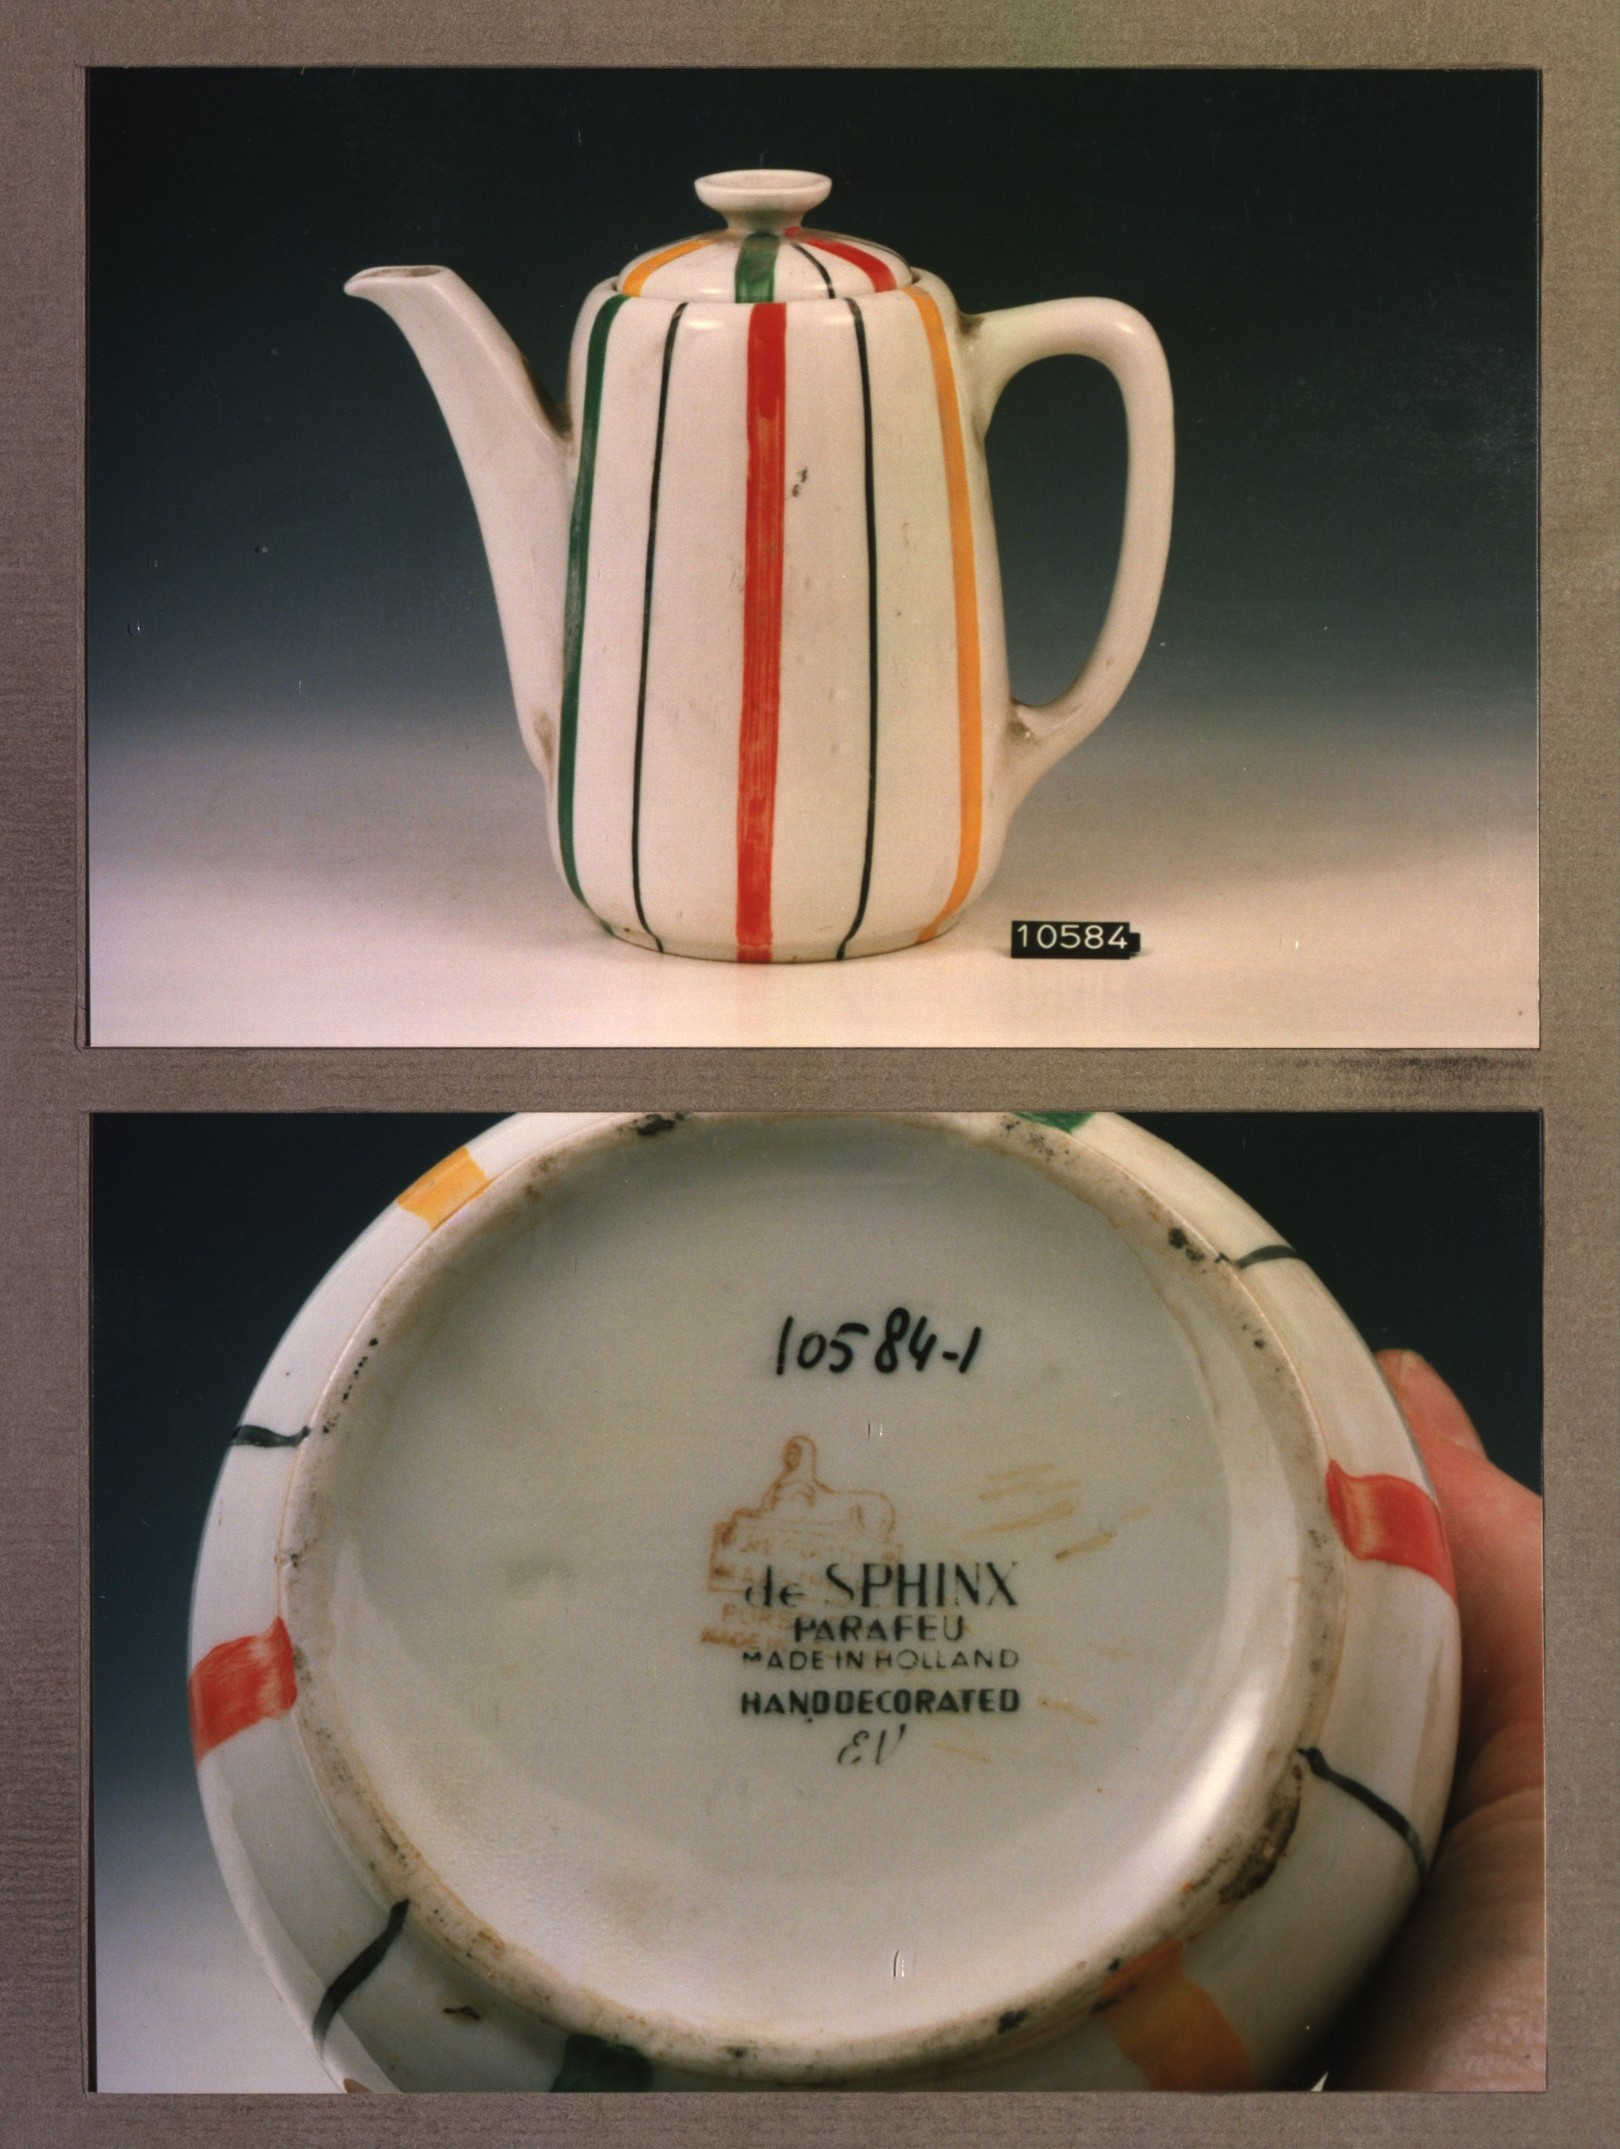 10584
10584-1
de SPHINX
PARAFEU
MADE IN HOLLAND
HANDDECORATED
EV